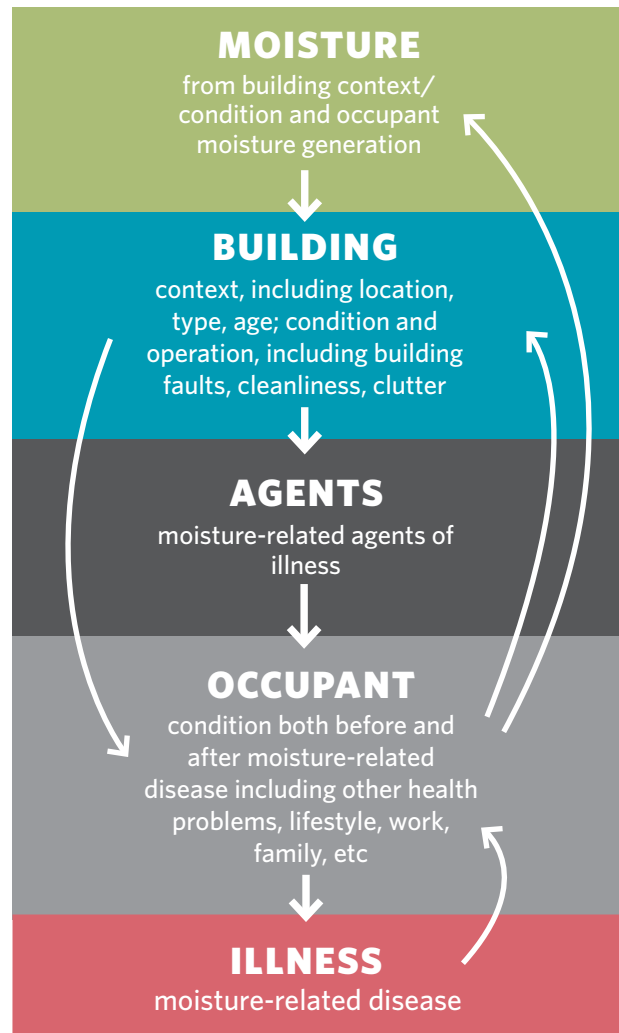 MOISTURE
from building context/
condition and occupant
moisture generation
BUILDING
context, including location,
type, age; condition and
operation, including building
faults, cleanliness, clutter
AGENTS
moisture-related agents of
illness
OCCUPANT
condition both before and
after moisture-related
disease including other health
problems, lifestyle, work,
family, etc
ILLNESS
moisture-related disease